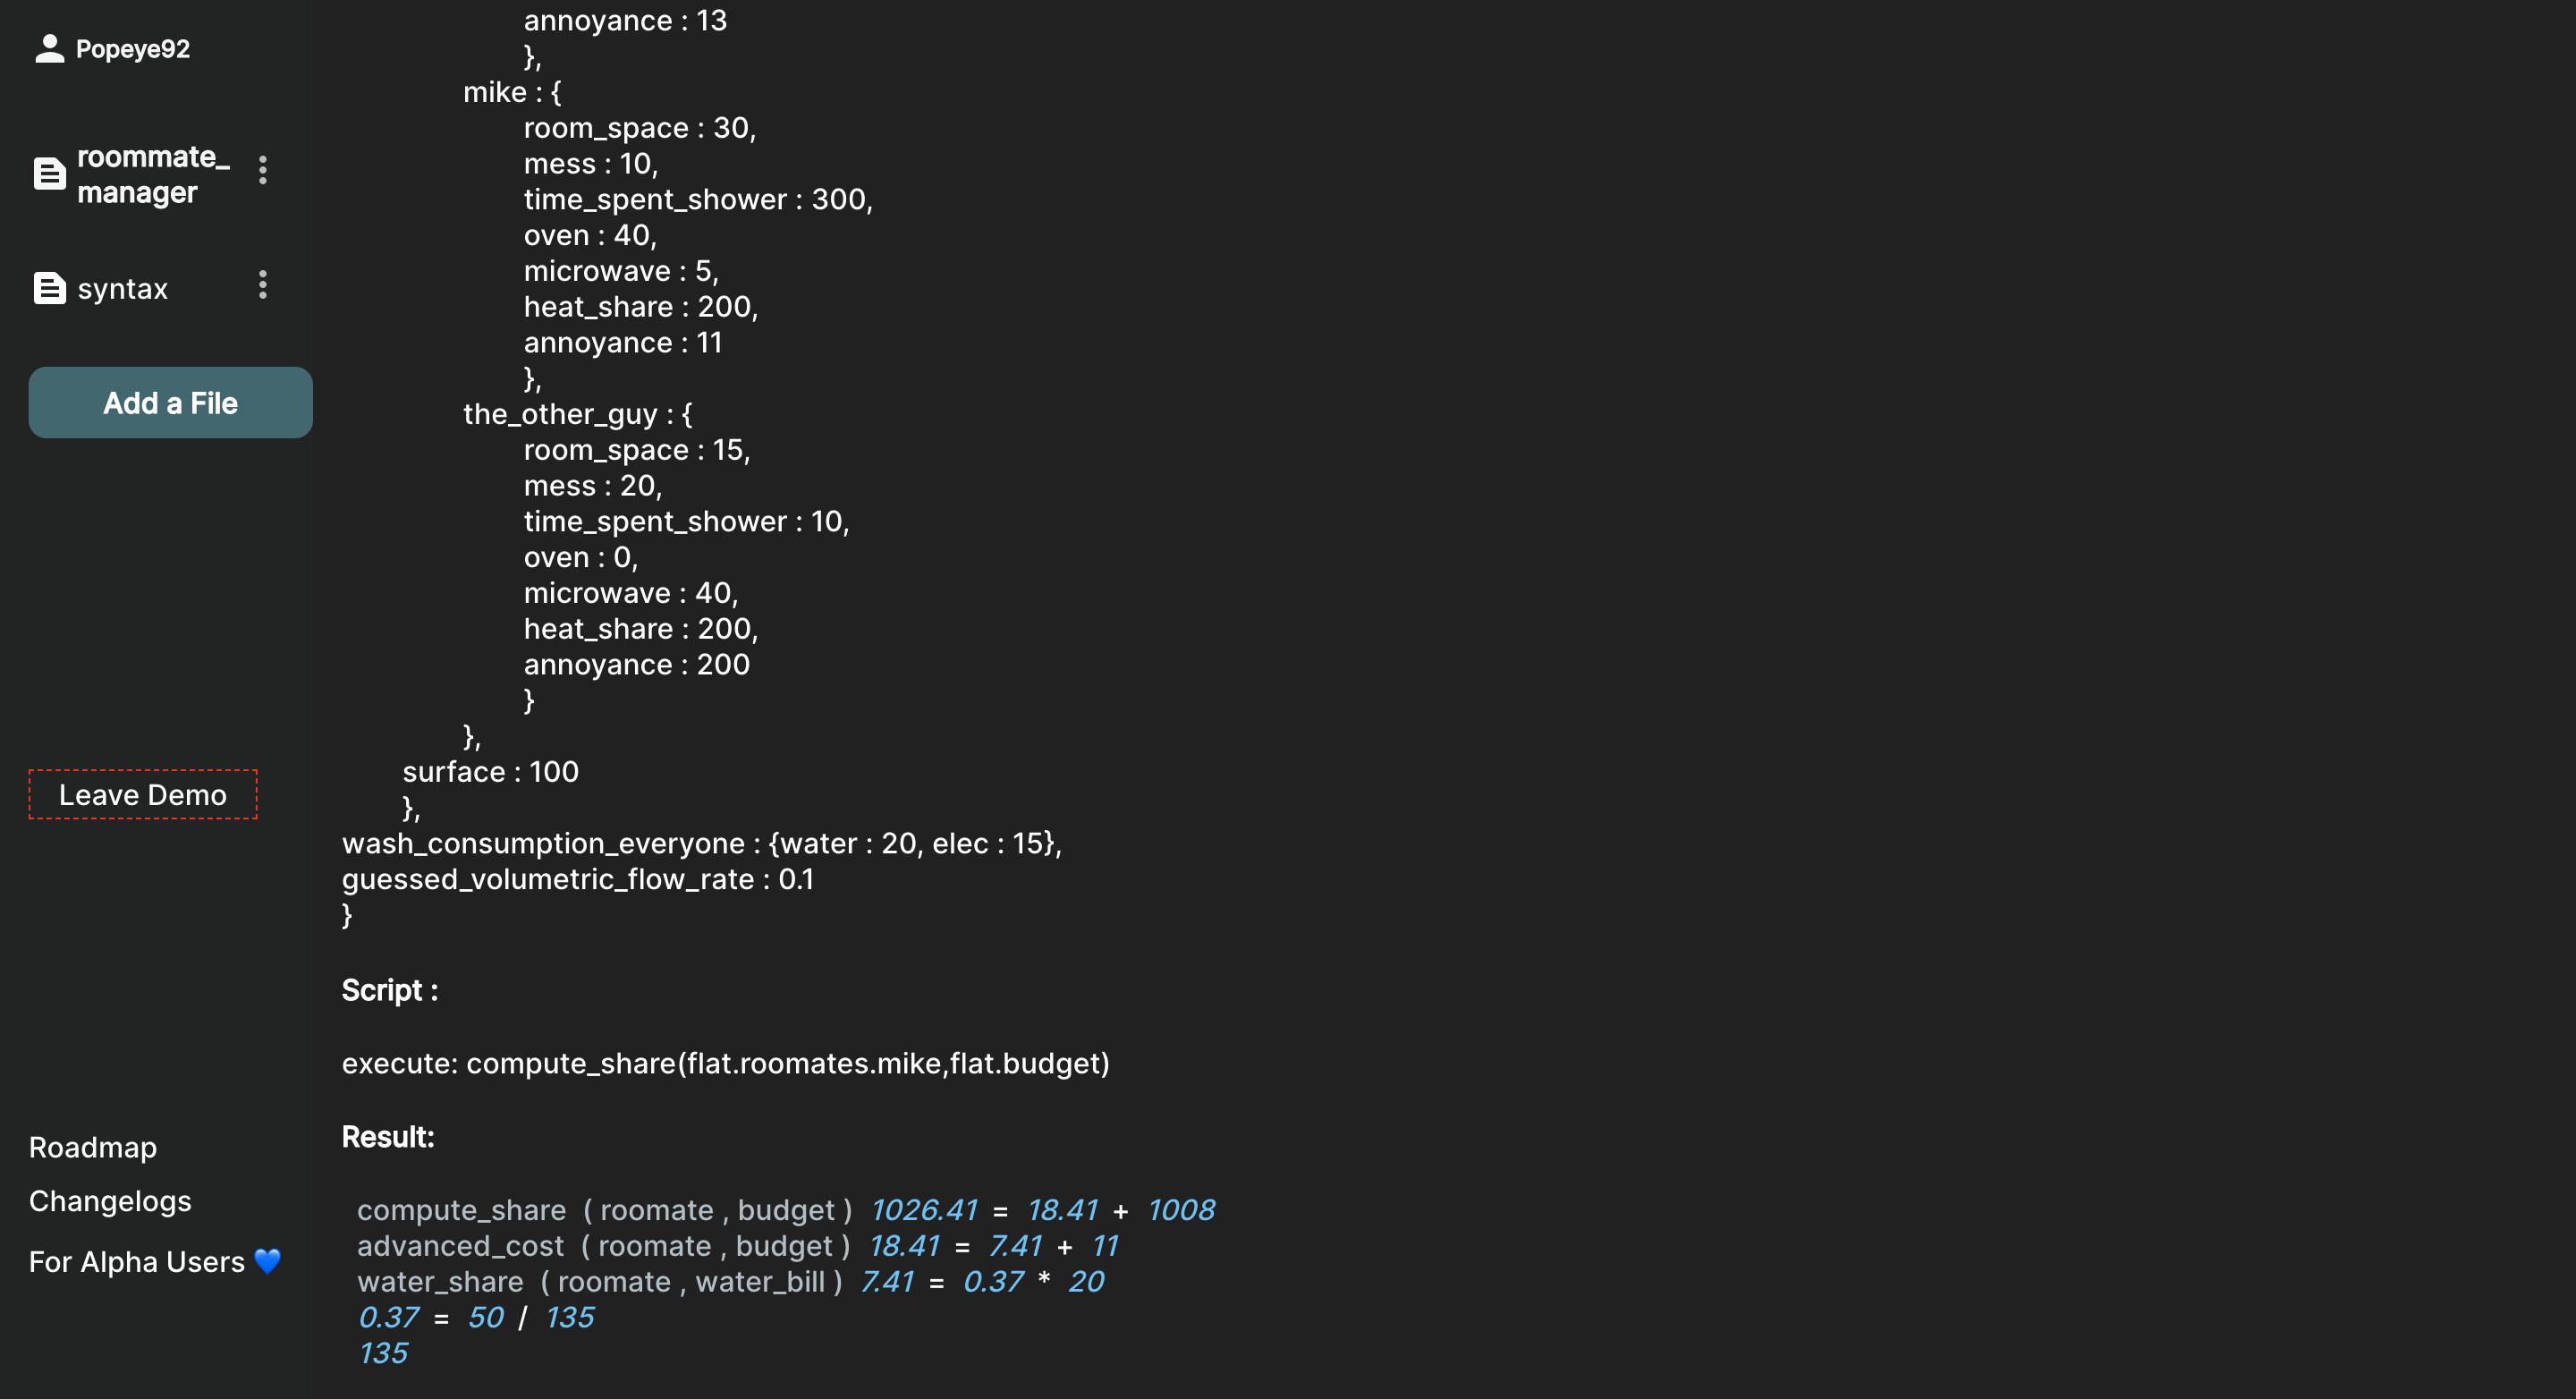 Popeye92
roommate_
manager
syntax
Add a File
Leave Demo
Roadmap
Changelogs
For Alpha Users 💙
annoyance : 13
},
mike : {
room_space : 30,
mess : 10,
time_spent_shower : 300,
oven : 40,
microwave : 5,
heat_share : 200,
annoyance : 11
},
the_other_guy : {
room_space : 15,
mess : 20,
time_spent_shower : 10,
oven : 0,
microwave : 40,
heat_share : 200,
annoyance : 200
}
},
surface : 100
},
wash_consumption_everyone : {water : 20, elec : 15},
guessed_volumetric_flow_rate : 0.1
}
Script :
execute: compute_share(flat.roomates.mike,flat.budget)
Result:
compute_share ( roomate , budget ) 1026.41 = 18.41 + 1008
advanced_cost ( roomate , budget ) 18.41 = 7.41 + 11
water_share ( roomate , water_bill ) 7.41 = 0.37 * 20
0.37 = 50 / 135
135